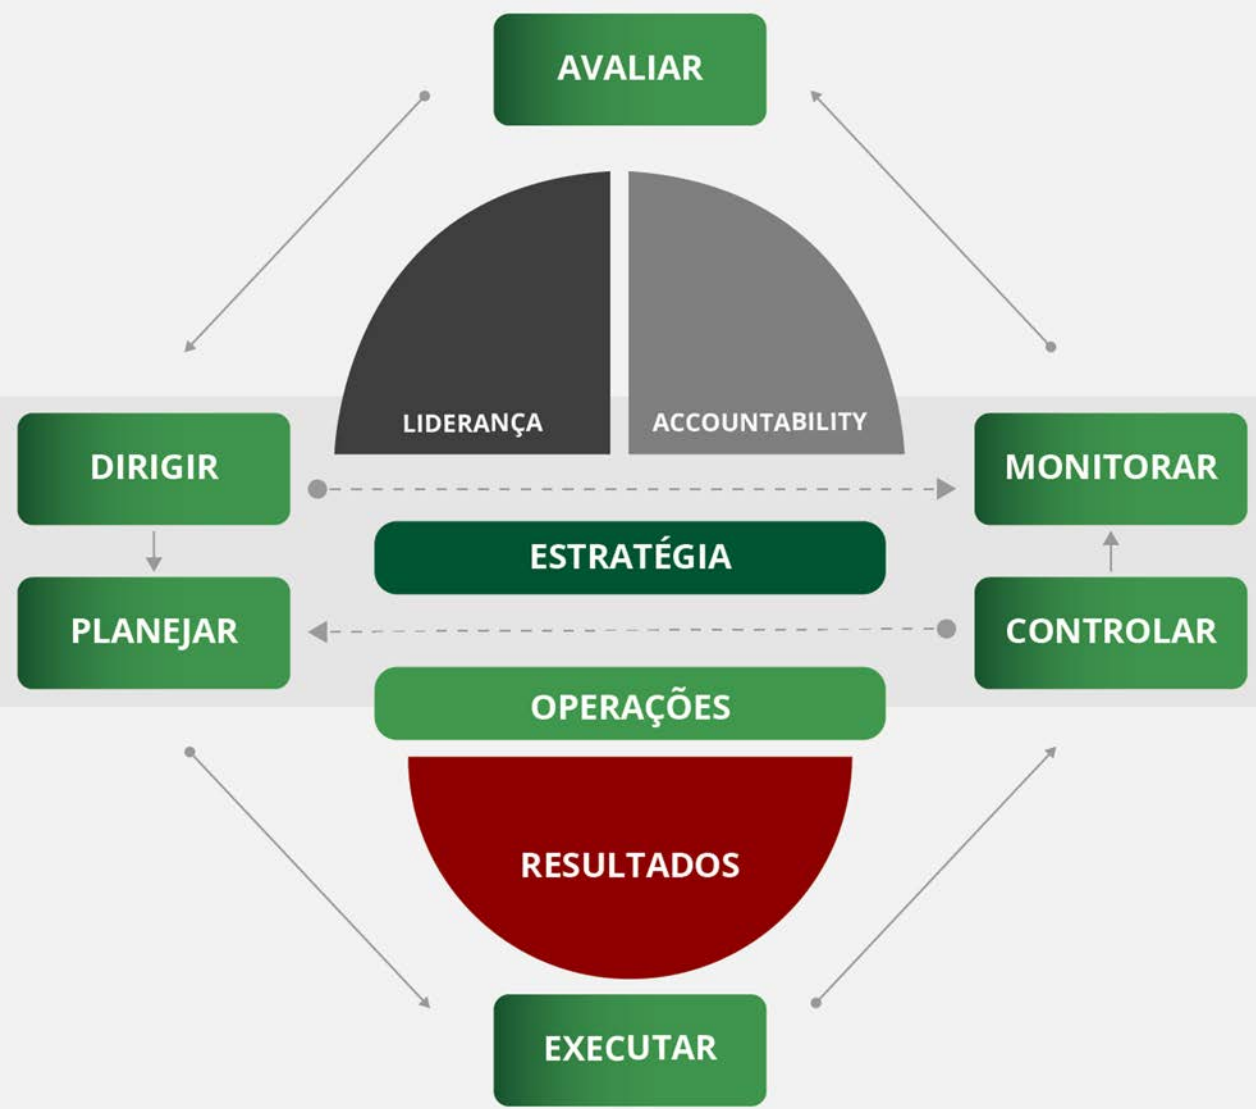 AVALIAR
LIDERANÇA
ACCOUNTABILITY
DIRIGIR
MONITORAR
ESTRATÉGIA
PLANEJAR
CONTROLAR
OPERAÇÕES
RESULTADOS
EXECUTAR